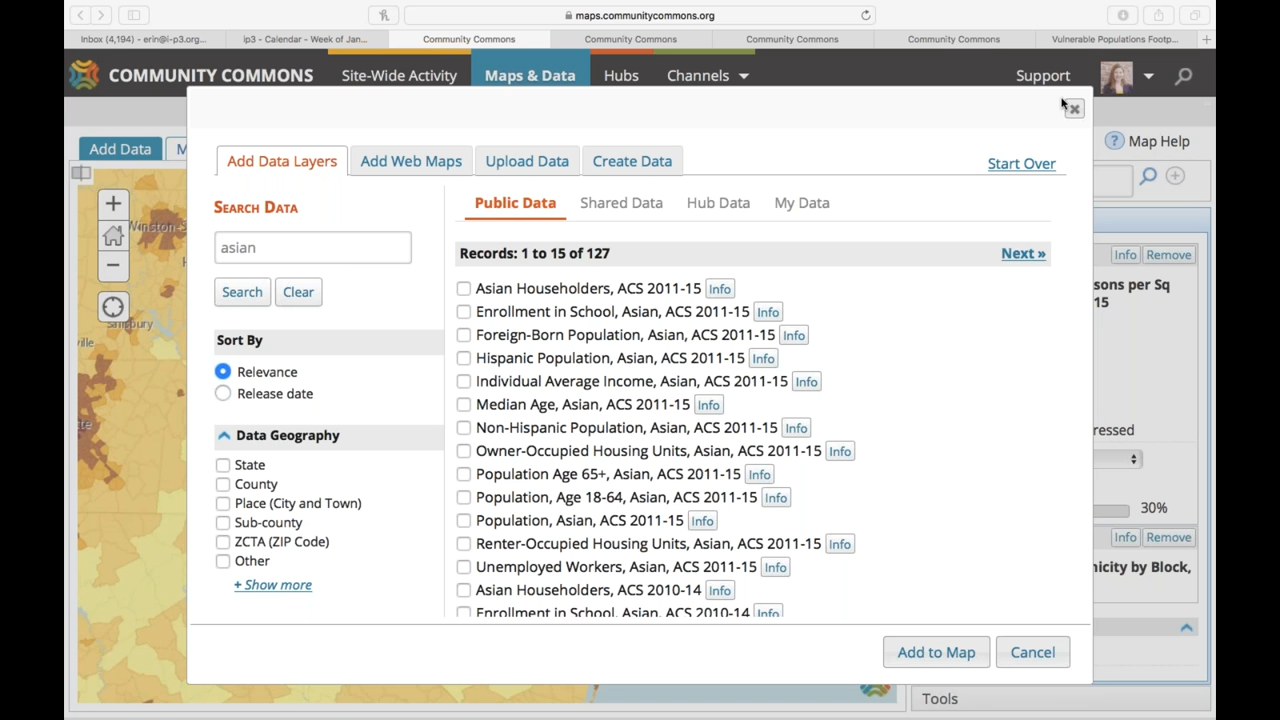 maps.communitycommons.org
Inbox (4,194) - erin@i-p3.org...
ip3 - Calendar - Week of Jan...
Community Commons
Community Commons
Community Commons
Community Commons
Vulnerable Populations Footp...
COMMUNITY COMMONS
Site-Wide Activity
Maps & Data
Hubs
Channels
Support
Add Data
M
Map Help
Add Data Layers
Add Web Maps
Upload Data
Create Data
Start Over
SEARCH DATA
asian
Search
Clear
Sort By
Relevance
Release date
Data Geography
State
County
Place (City and Town)
Sub-county
ZCTA (ZIP Code)
Other
+ Show more
Public Data
Shared Data
Hub Data
My Data
Records: 1 to 15 of 127
Next »
Asian Householders, ACS 2011-15 Info
Enrollment in School, Asian, ACS 2011-15 Info
Foreign-Born Population, Asian, ACS 2011-15 Info
Hispanic Population, Asian, ACS 2011-15 Info
Individual Average Income, Asian, ACS 2011-15 Info
Median Age, Asian, ACS 2011-15 Info
Non-Hispanic Population, Asian, ACS 2011-15 Info
Owner-Occupied Housing Units, Asian, ACS 2011-15 Info
Population Age 65+, Asian, ACS 2011-15 Info
Population, Age 18-64, Asian, ACS 2011-15 Info
Population, Asian, ACS 2011-15 Info
Renter-Occupied Housing Units, Asian, ACS 2011-15 Info
Unemployed Workers, Asian, ACS 2011-15 Info
Asian Householders, ACS 2010-14 Info
Enrollment in School, Asian, ACS 2010-14 Info
Add to Map
Cancel
Info
Remove
sons per Sq
15
ressed
30%
Info
Remove
nicity by Block,
Tools
Winston-S
Salisbury
ville